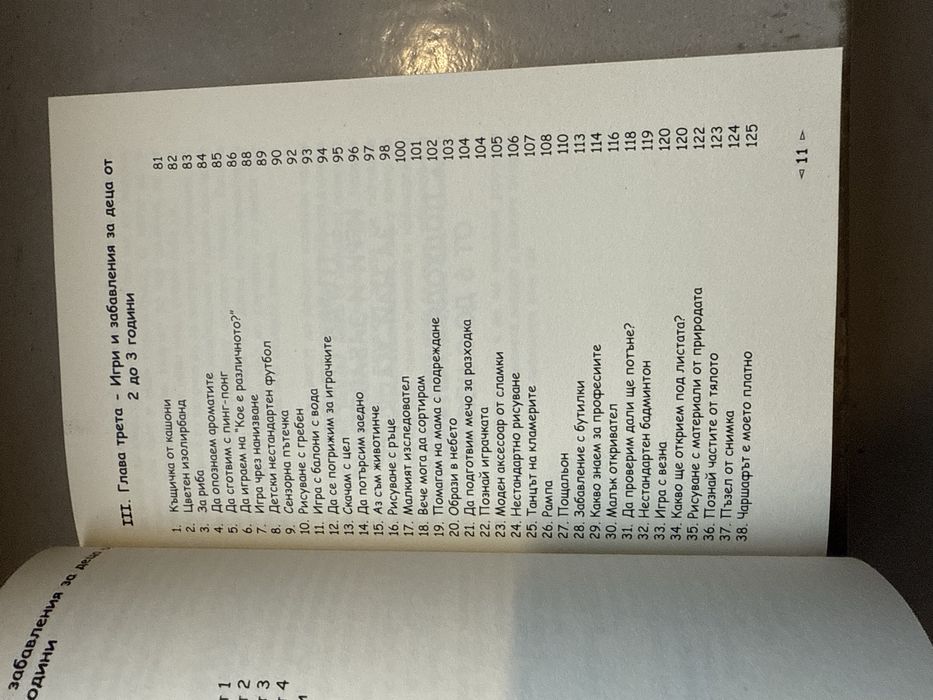 III. Глава трета - Игри и забавления за деца от
2 до 3 години
1. Къщичка от кашони 81
2. Цветен изолирбанд 82
3. За риба 83
4. Да опознаем ароматите 84
5. Да сготвим с пинг-понг 85
6. Да играем на "Кое е различното?" 86
7. Игра чрез нанизване 88
8. Детски нестандартен футбол 89
9. Сензорна пътечка 90
10. Рисуване с гребен 92
11. Игра с балони с вода 93
12. Да се погрижим за играчките 94
13. Скачам с цел 95
14. Да потърсим заедно 96
15. Аз съм животинче 97
16. Рисуване с ръце 98
17. Малкият изследовател 100
18. Вече мога да сортирам 101
19. Помагам на мама с подреждане 102
20. Образи в небето 103
21. Да подготвим мечо за разходка 104
22. Познай играчката 104
23. Моден аксесоар от сламки 105
24. Нестандартно рисуване 106
25. Танцът на кламерите 107
26. Рампа 108
27. Пощальон 110
28. Забавление с бутилки 113
29. Какво знаем за професиите 114
30. Малък откривател 116
31. Да проверим дали ще потъне? 118
32. Нестандартен бадминтон 119
33. Игра с везна 120
34. Какво ще открием под листата? 120
35. Рисуване с материали от природата 122
36. Познай частите от тялото 123
37. Пъзел от снимка 124
38. Чаршафът е моето платно 125
◅ 11 ▻
забавления за деца
одини
т 1
т 2
т 3
т 4